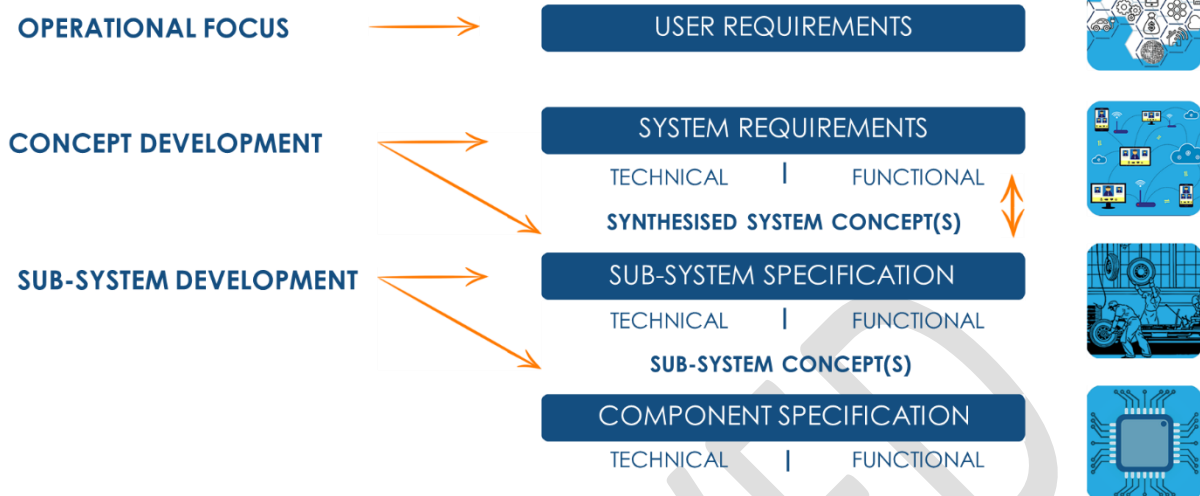 OPERATIONAL FOCUS
USER REQUIREMENTS
CONCEPT DEVELOPMENT
SYSTEM REQUIREMENTS
TECHNICAL | FUNCTIONAL
SYNTHESISED SYSTEM CONCEPT(S)
SUB-SYSTEM DEVELOPMENT
SUB-SYSTEM SPECIFICATION
TECHNICAL | FUNCTIONAL
SUB-SYSTEM CONCEPT(S)
COMPONENT SPECIFICATION
TECHNICAL | FUNCTIONAL